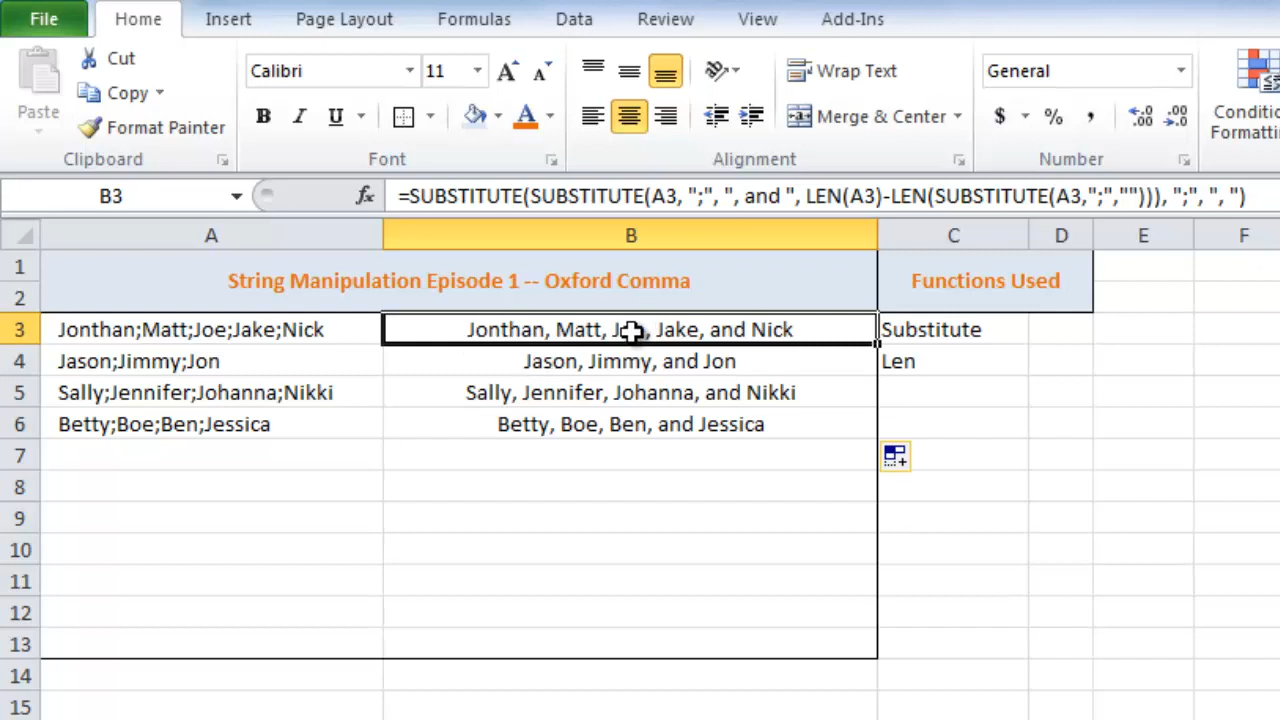 File Home Insert Page Layout Formulas Data Review View Add-Ins
Cut
Calibri 11 A A Wrap Text General
Copy
Paste B I U A Merge & Center $ % , .0 .00 .00 .0
Format Painter Formatting
Clipboard Font Alignment Number
B3 fx =SUBSTITUTE(SUBSTITUTE(A3, ";", ", and ", LEN(A3)-LEN(SUBSTITUTE(A3,";",""))), ";", ", ")
A B C D E F
1 String Manipulation Episode 1 -- Oxford Comma Functions Used
2
3 Jonthan;Matt;Joe;Jake;Nick Jonthan, Matt, Jake, and Nick Substitute
4 Jason;Jimmy;Jon Jason, Jimmy, and Jon Len
5 Sally;Jennifer;Johanna;Nikki Sally, Jennifer, Johanna, and Nikki
6 Betty;Boe;Ben;Jessica Betty, Boe, Ben, and Jessica
7
8
9
10
11
12
13
14
15